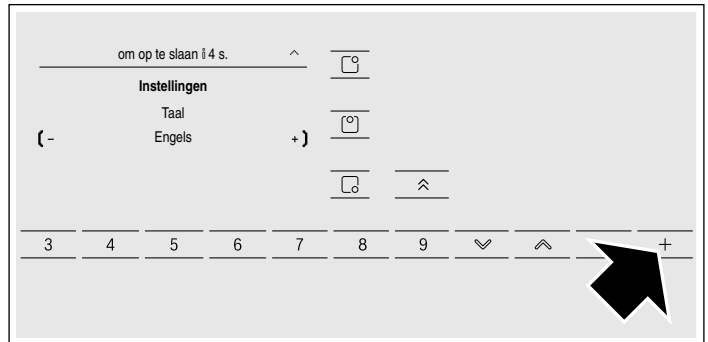 om op te slaan i 4 s.
Instellingen
Taal
- Engels +
3 4 5 6 7 8 9 +